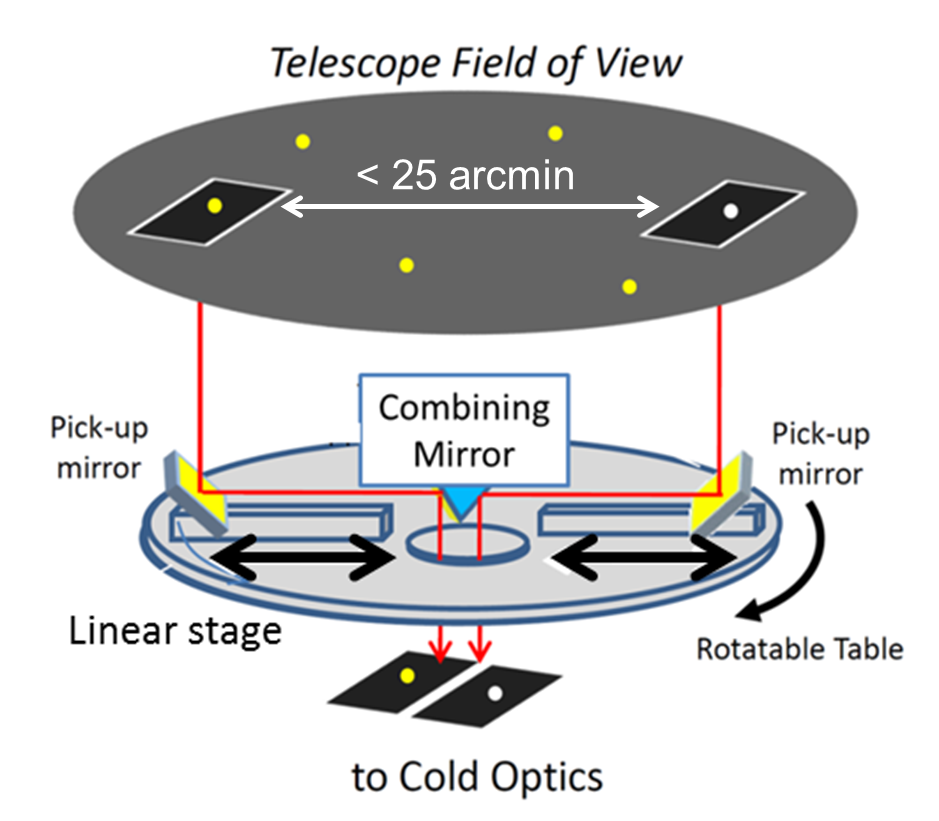 Telescope Field of View
< 25 arcmin
Combining
Mirror
Pick-up
mirror
Pick-up
mirror
Linear stage
Rotatable Table
to Cold Optics